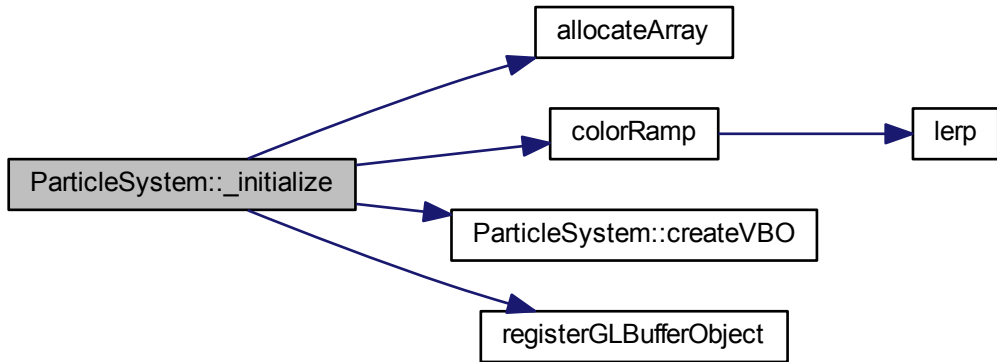 allocateArray
colorRamp
lerp
ParticleSystem::_initialize
ParticleSystem::createVBO
registerGLBufferObject